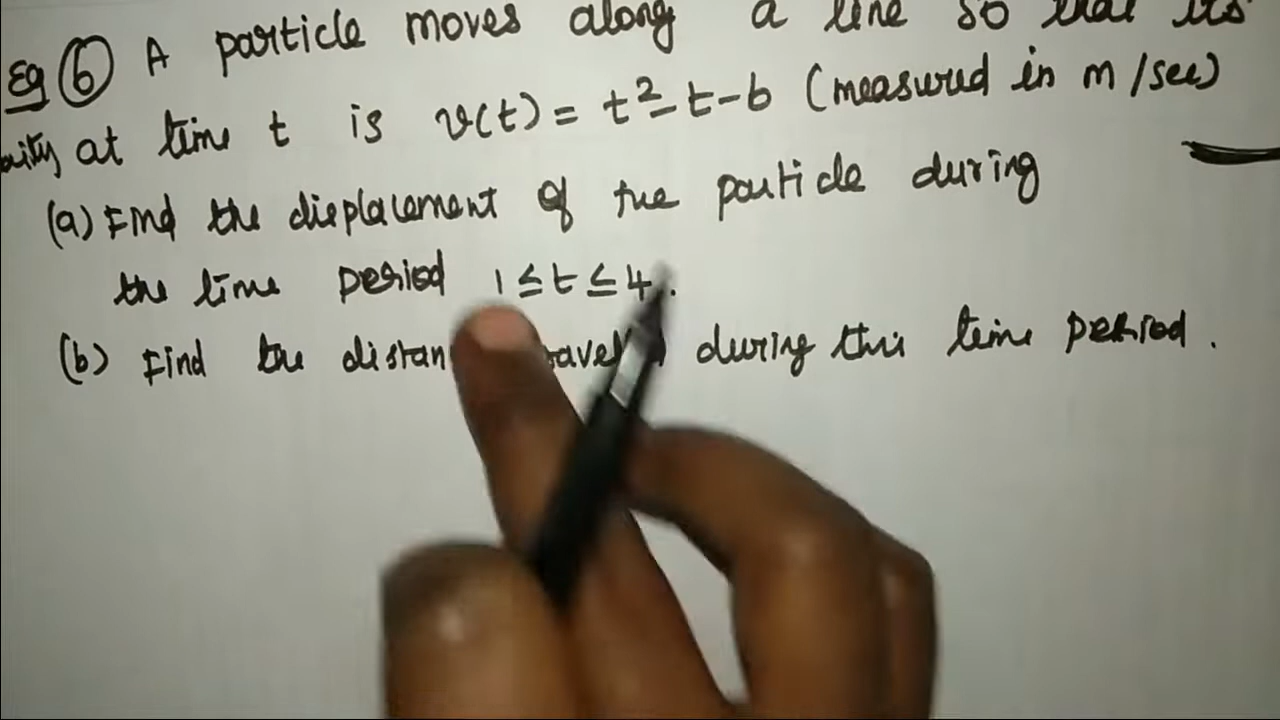 Eg 6 A particle moves along a line so that its
at time t is v(t) = t²-t-6 (measured in m/sec)
(a) Find the displacement of the particle during
the time period 1 ≤ t ≤ 4.
(b) Find the during this time period.